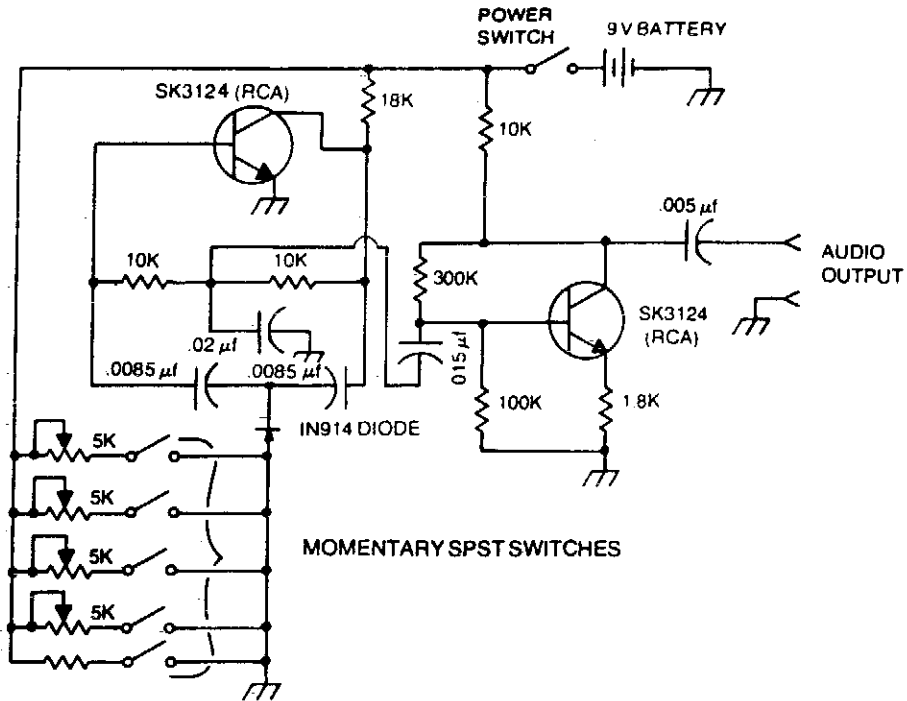 POWER
SWITCH
9V BATTERY
SK3124 (RCA)
18K
10K
.005 µf
10K
10K
300K
AUDIO
OUTPUT
SK3124
(RCA)
.02 µf
.015 µf
.0085 µf
.0085 µf
100K
1.8K
IN914 DIODE
5K
5K
MOMENTARY SPST SWITCHES
5K
5K